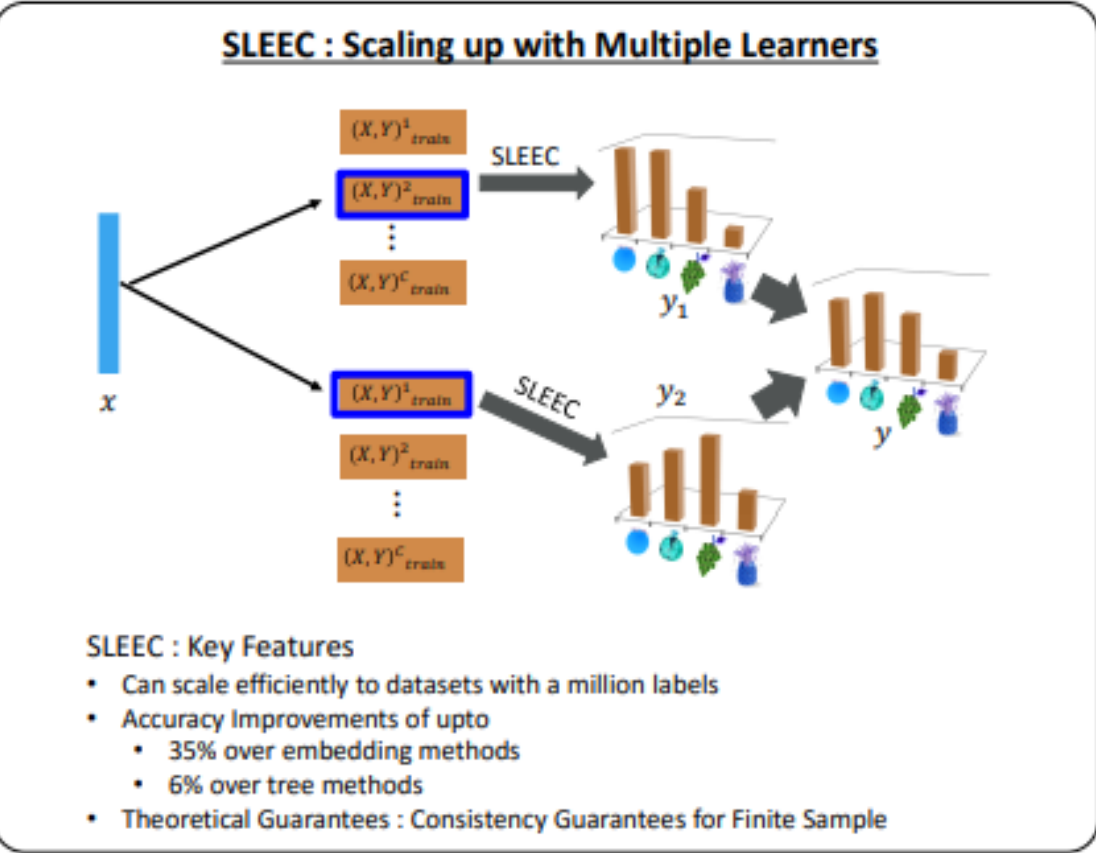 SLEEC : Scaling up with Multiple Learners
(X,Y)¹train
(X,Y)²train
⋮
(X,Y)ᶜtrain
SLEEC
y₁
x
(X,Y)¹train
(X,Y)²train
⋮
(X,Y)ᶜtrain
SLEEC
y₂
y
SLEEC : Key Features
• Can scale efficiently to datasets with a million labels
• Accuracy Improvements of upto
• 35% over embedding methods
• 6% over tree methods
• Theoretical Guarantees : Consistency Guarantees for Finite Sample